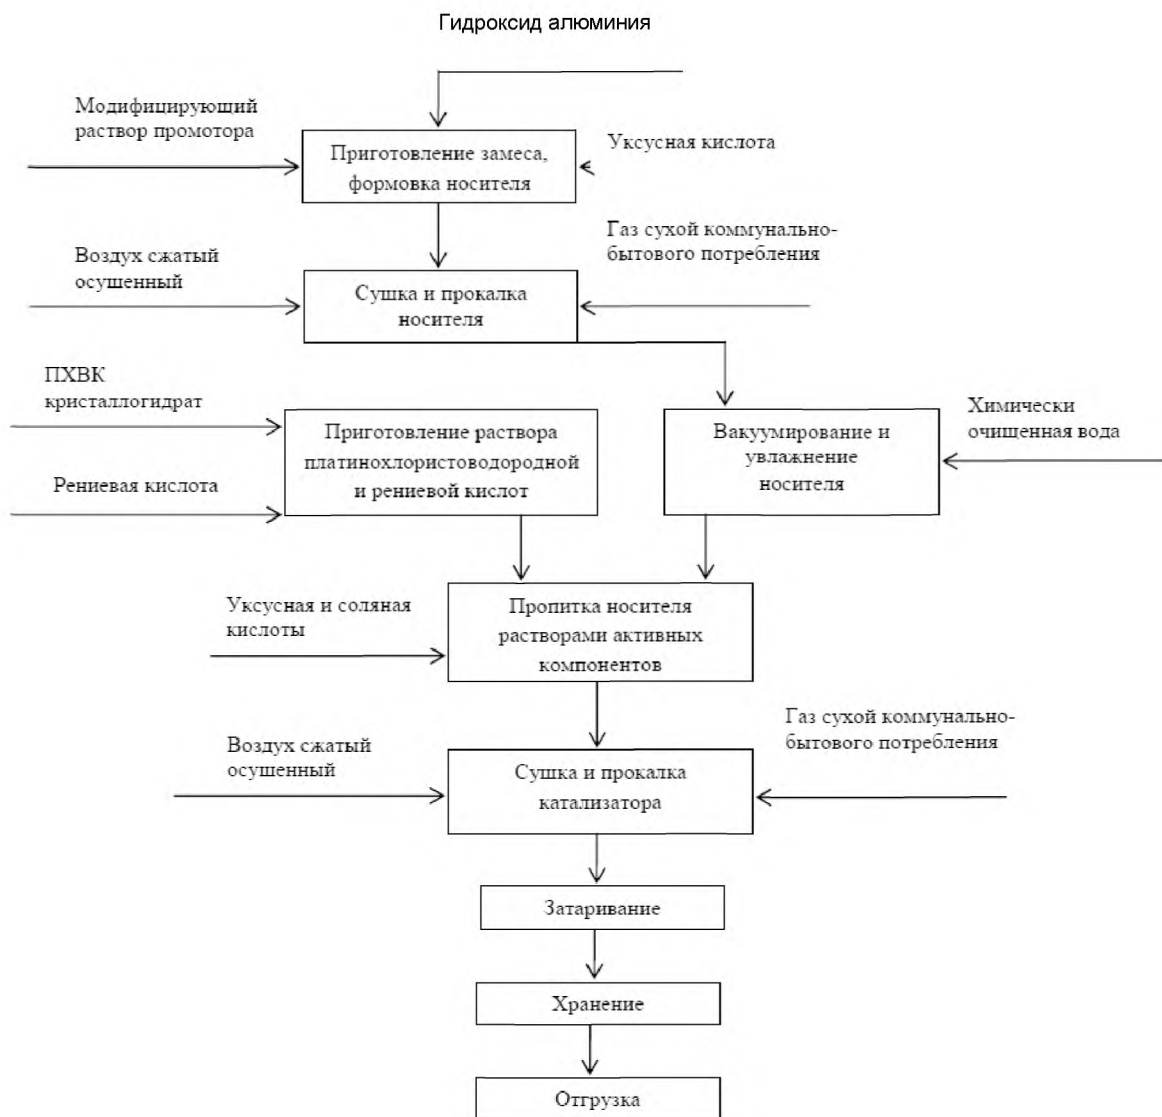 Гидроксид алюминия
Модифицирующий
раствор промотора
Приготовление замеса,
формовка носителя
Уксусная кислота
Воздух сжатый
осушенный
Сушка и прокалка
носителя
Газ сухой коммунально-
бытового потребления
ПХВК
кристаллогидрат
Рениевая кислота
Приготовление раствора
платинохлористоводородной
и рениевой кислот
Вакуумирование и
увлажнение
носителя
Химически
очищенная вода
Уксусная и соляная
кислоты
Пропитка носителя
растворами активных
компонентов
Воздух сжатый
осушенный
Сушка и прокалка
катализатора
Газ сухой коммунально-
бытового потребления
Затаривание
Хранение
Отгрузка